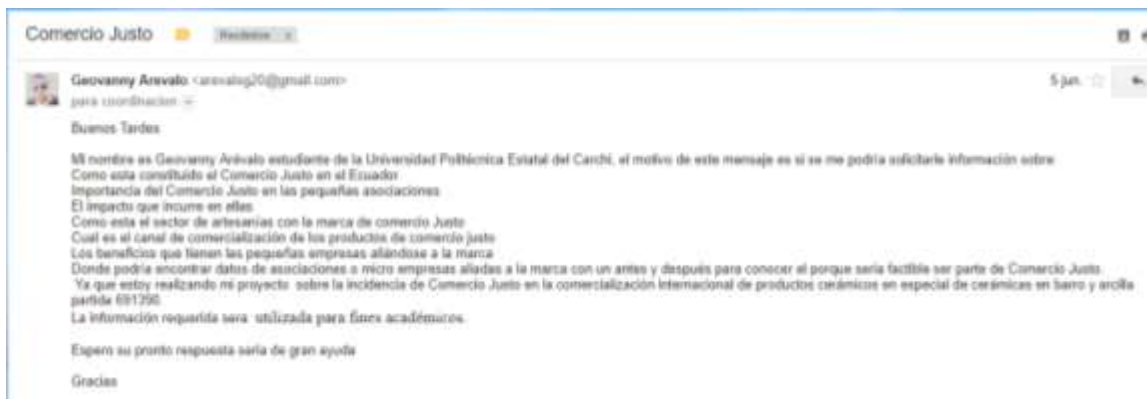 Comercio Justo Recibidos x
Geovanny Arevalo <arevalog20@gmail.com> 5 jun.
para coordinacion
Buenos Tardes
Mi nombre es Geovanny Arévalo estudiante de la Universidad Politécnica Estatal del Carchi, el motivo de este mensaje es si se me podría solicitarle información sobre
Como esta constituido el Comercio Justo en el Ecuador
Importancia del Comercio Justo en las pequeñas asociaciones
El impacto que incurre en ellas
Como esta el sector de artesanías con la marca de comercio Justo
Cual es el canal de comercialización de los productos de comercio justo
Los beneficios que tienen las pequeñas empresas aliándose a la marca
Donde podría encontrar datos de asociaciones o micro empresas aliadas a la marca con un antes y después para conocer el porque sería factible ser parte de Comercio Justo.
Ya que estoy realizando mi proyecto sobre la incidencia de Comercio Justo en la comercialización Internacional de productos cerámicos en especial de cerámicas en barro y arcilla
partida 691390.
La información requerida sera utilizada para fines académicos
Espero su pronto respuesta sería de gran ayuda
Gracias